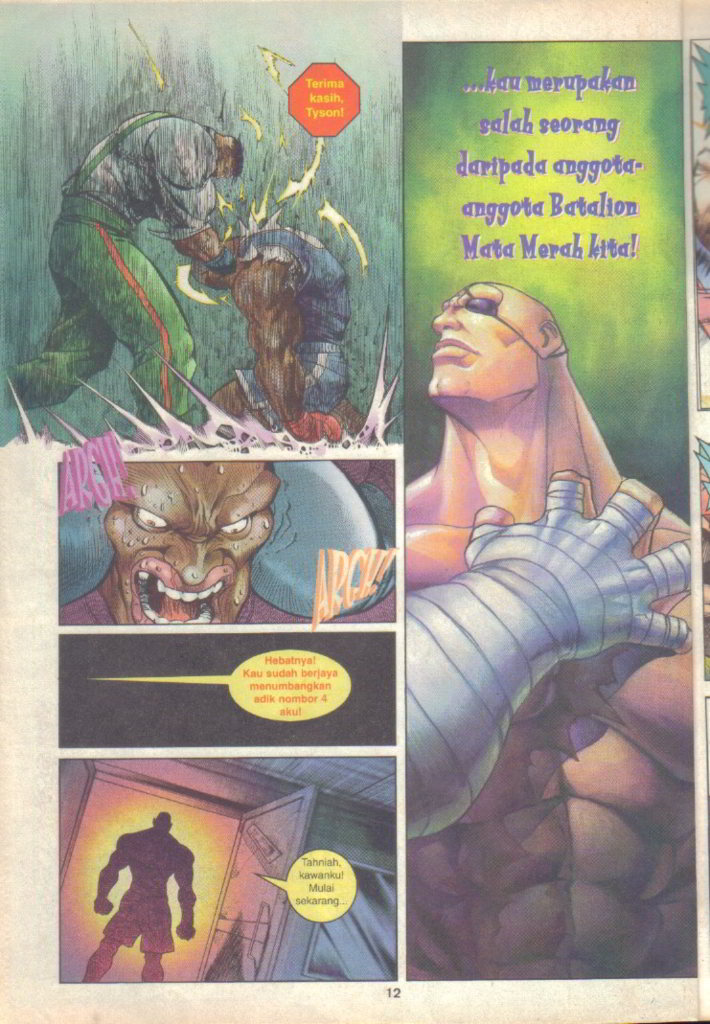 Terima
kasih,
Tyson!
ARGH!
ARGH!!
Hebatnya!
Kau sudah berjaya
menumbangkan
adik nombor 4
aku!
Tahniah,
kawanku!
Mulai
sekarang...
...kau merupakan
salah seorang
daripada anggota-
anggota Batalion
Mata Merah kita!
12